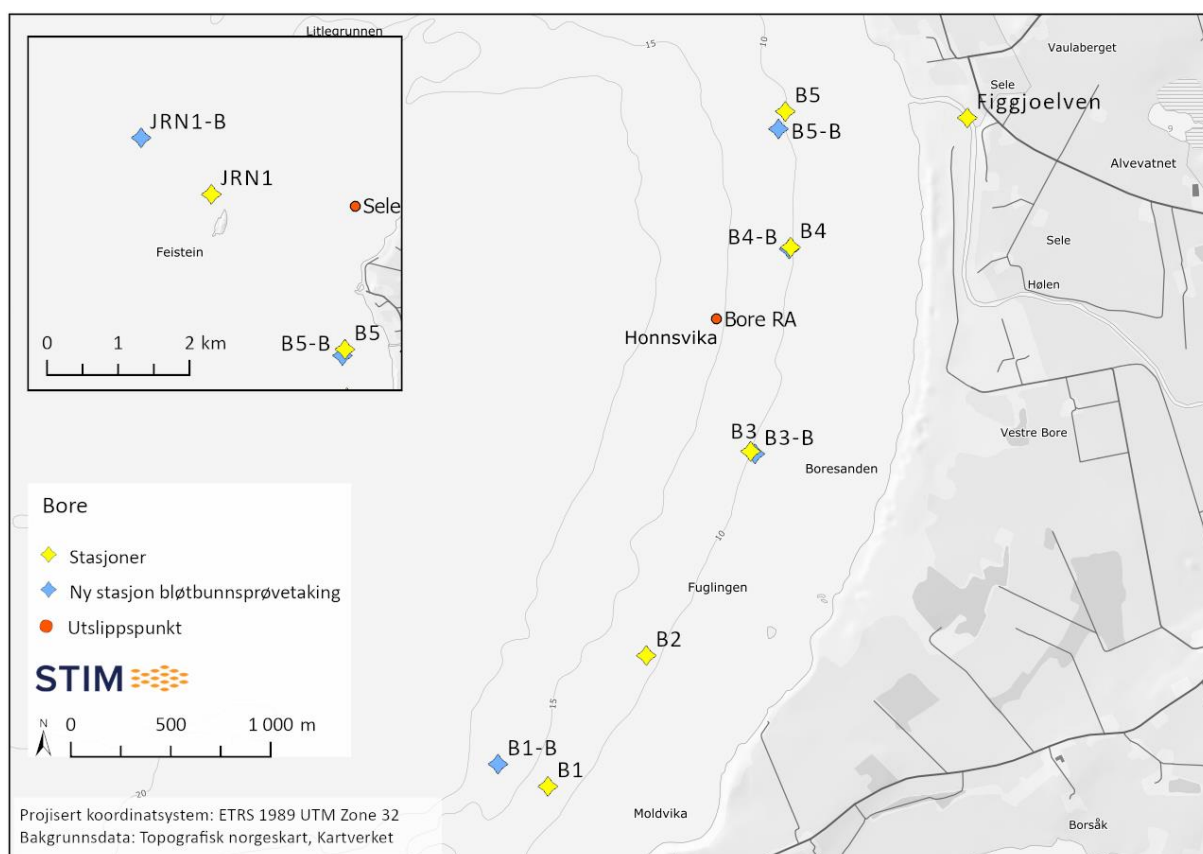 Litlegrunnen
15
10
Vaulaberget
Sele
B5
Figgjoelven
B5-B
9
Alvevatnet
JRN1-B
JRN1
Sele
Feistein
B4
B4-B
Sele
Hølen
0 1 2 km
B5
B5-B
Bore RA
Honnsvika
B3
B3-B
Vestre Bore
Boresanden
Bore
Stasjoner
Ny stasjon bløtbunnsprøvetaking
Utslippspunkt
STIM
N
0 500 1 000 m
10
Fuglingen
B2
15
B1-B
B1
20
Moldvika
Borsåk
Projisert koordinatsystem: ETRS 1989 UTM Zone 32
Bakgrunnsdata: Topografisk norgeskart, Kartverket